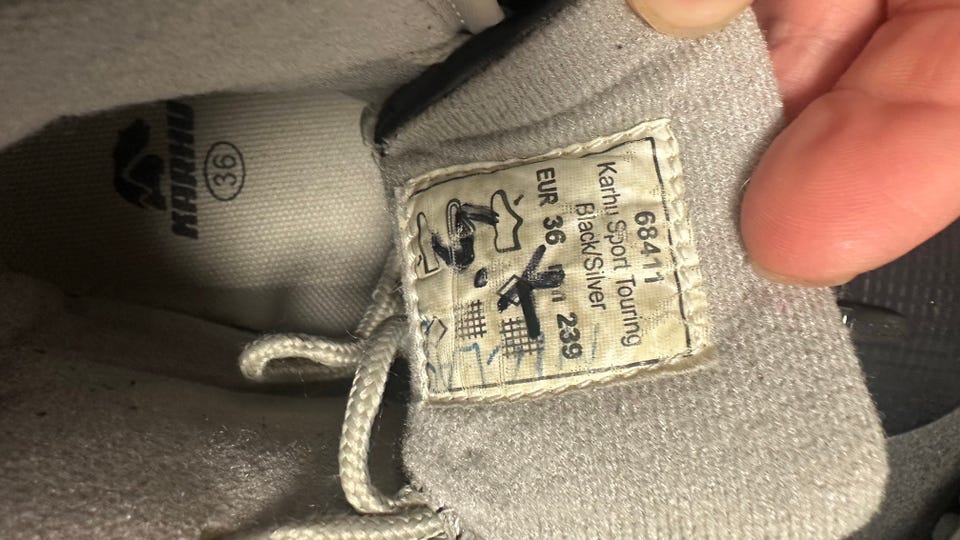 KARHU
36
68411
Karhu Sport Touring
Black/Silver
EUR 36
239